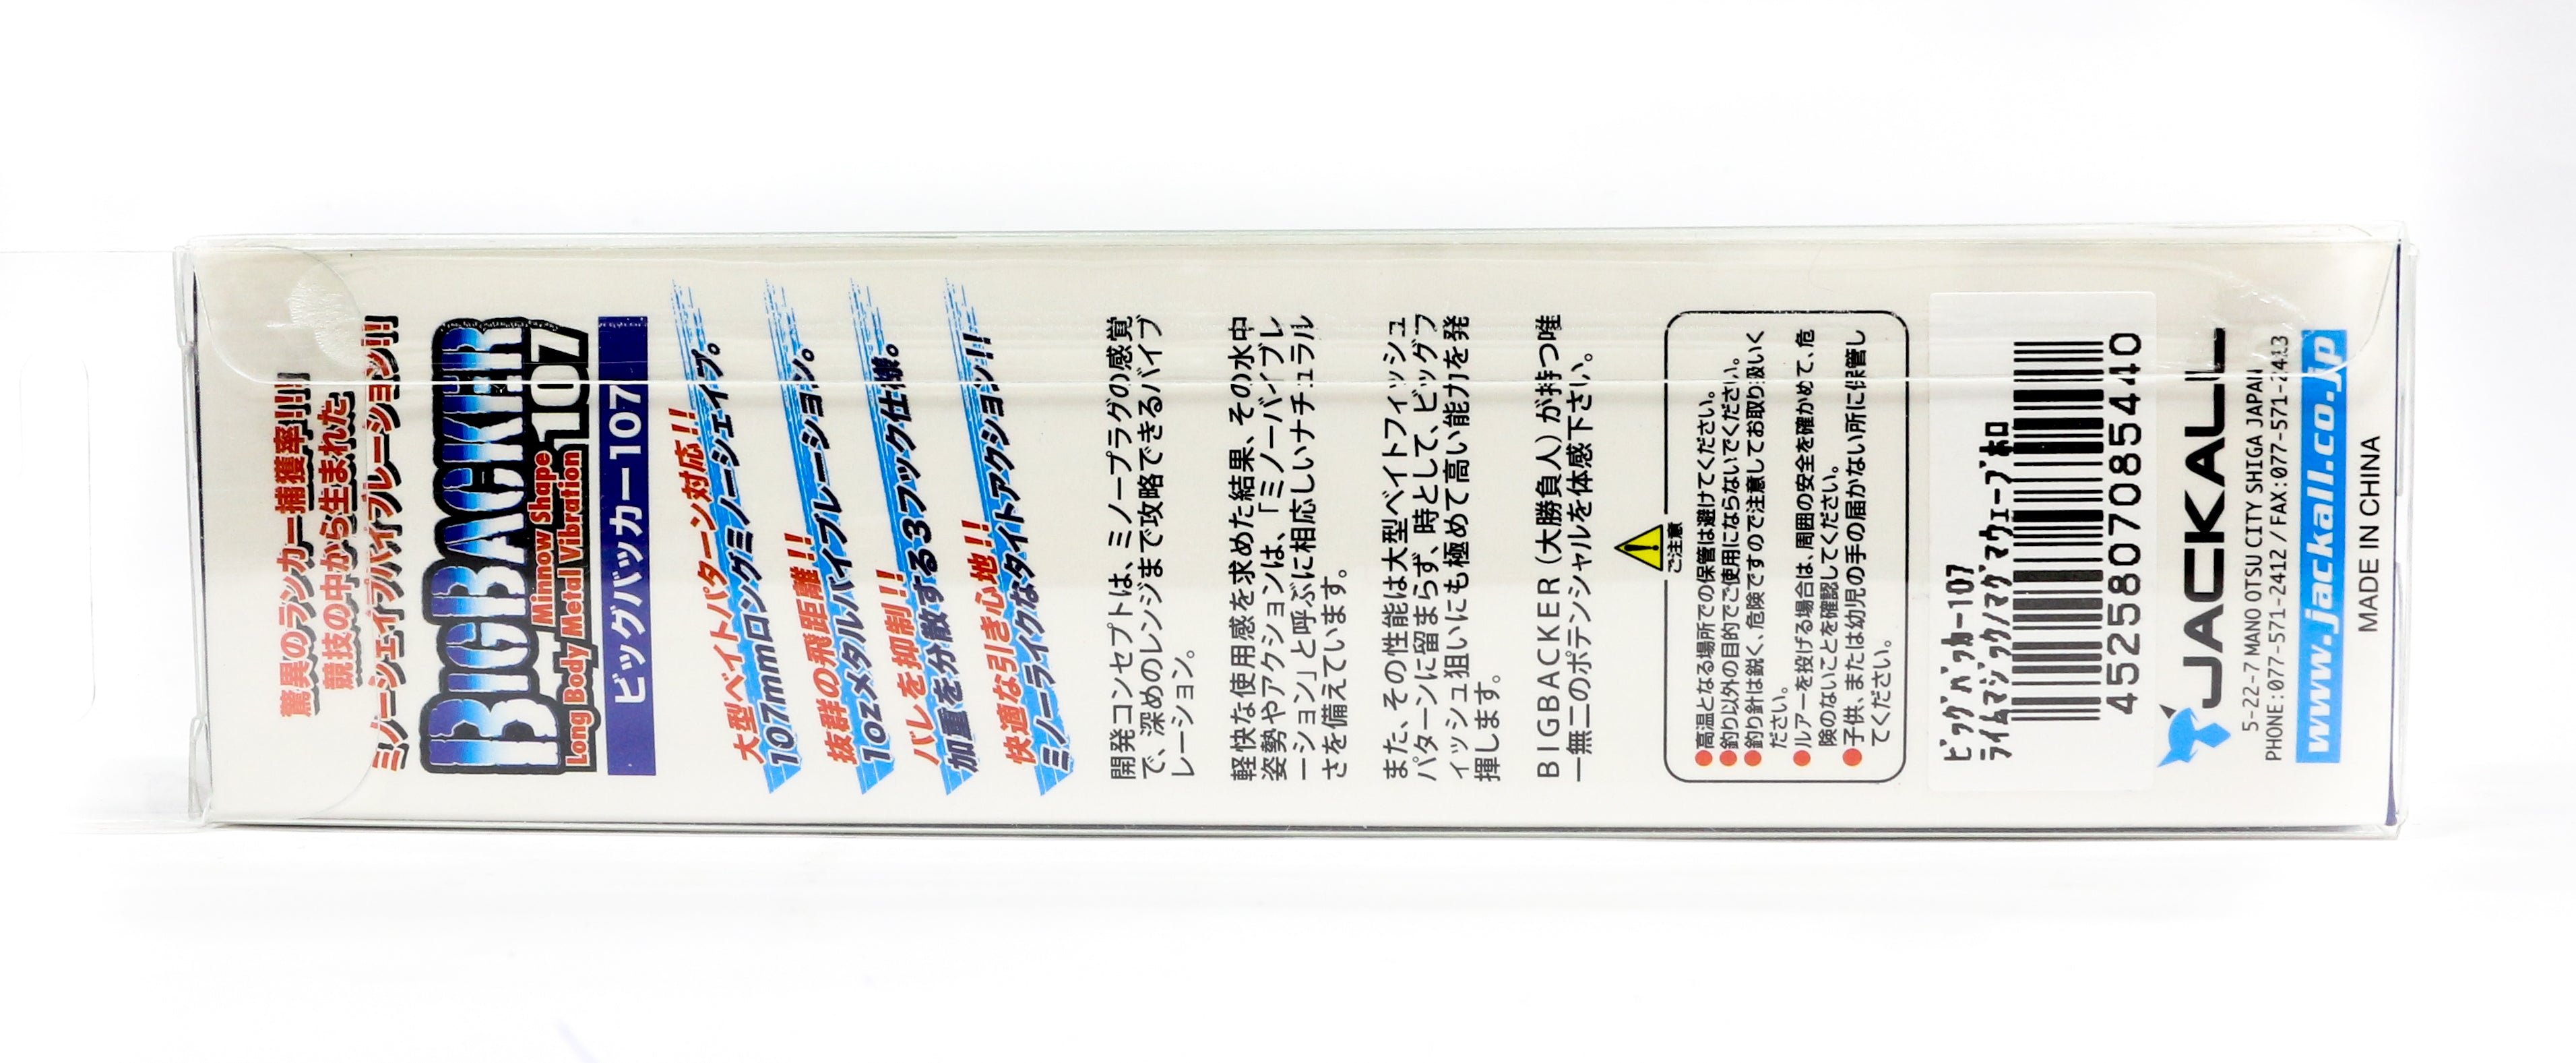 驚異のランカー捕獲率!!!!
競技の中から生まれた
ミノーシェイプバイブレーション!!!
BIGBACKER
Minnow Shape
Long Body Metal Vibration
107
ビッグバッカー107
大型ベイトパターン対応!!
107mmロングミノーシェイプ。
抜群の飛距離!!
1ozメタルバイブレーション。
バレを抑制!!
加重を分散する3フック仕様。
快適な引き心地!!
ミノーライクなタイトアクション!!
開発コンセプトは、ミノープラグの感覚
で、深めのレンジまで攻略できるバイブ
レーション。
軽快な使用感を求めた結果、その水中
姿勢やアクションは、「ミノーバイブレ
ーション」と呼ぶに相応しいナチュラル
さを備えています。
また、その性能は大型ベイトフィッシュ
パターンに留まらず、時として、ビッグフ
ィッシュ狙いにも極めて高い能力を発
揮します。
BIGBACKER(大勝負人)が持つ唯
一無二のポテンシャルを体感下さい。
ご注意
●高温となる場所での保管は避けてください。
●釣り以外の目的でご使用にならないでください。
●釣り針は鋭く、危険ですので注意してお取り扱いく
ださい。
●ルアーを投げる場合は、周囲の安全を確かめて、危
険のないことを確認してください。
●子供、または幼児の手の届かない所に保管し
てください。
ﾋﾞｯｸﾞﾊﾞｯｶｰ107
ﾗｲﾑﾏｼﾞｯｸ/ﾏｸﾞﾏｳｪｰﾌﾞﾎﾛ
4525807085440
JACKALL
5-22-7 MANO OTSU CITY SHIGA JAPAN
PHONE:077-571-2412 / FAX:077-571-2413
www.jackall.co.jp
MADE IN CHINA